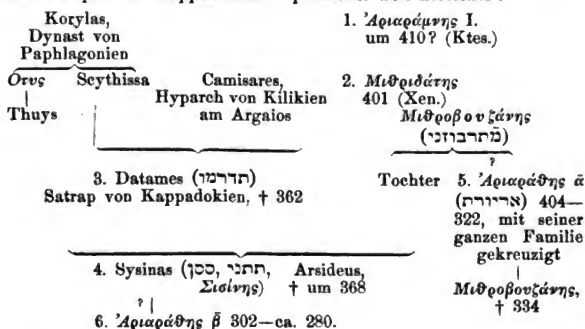 Korylas,
Dynast von
Paphlagonien
1. Ἀριαράμνης I.
um 410? (Ktes.)
Ὄτυς Scythissa Camisares,
Hyparch von Kilikien
am Argaios
Thuys
2. Μιθριδάτης
401 (Xen.)
Μιθροβουζάνης
(מתרבוזני)
3. Datames (תדרמו)
Satrap von Kappadokien, † 362
?
Tochter 5. Ἀριαράθης ᾱ
(אריורת) 404—
322, mit seiner
ganzen Familie
gekreuzigt
Μιθροβουζάνης,
† 334
4. Sysinas (תתני, ססן,
Σισίνης)
Arsideus,
† um 368
?
6. Ἀριαράθης β̄ 302—ca. 280.